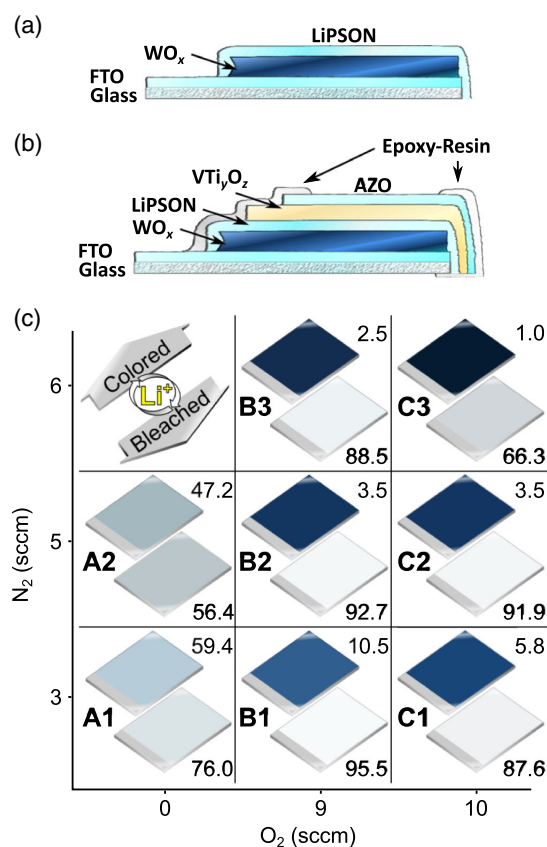 (a)
LiPSON
WOₓ
FTO
Glass
(b)
Epoxy-Resin
VTiᵧO_z
AZO
LiPSON
WOₓ
FTO
Glass
(c)
Colored
Li⁺
Bleached
2.5
B3
88.5
1.0
C3
66.3
6
47.2
A2
56.4
3.5
B2
92.7
3.5
C2
91.9
5
N₂ (sccm)
59.4
A1
76.0
10.5
B1
95.5
5.8
C1
87.6
3
0
9
10
O₂ (sccm)